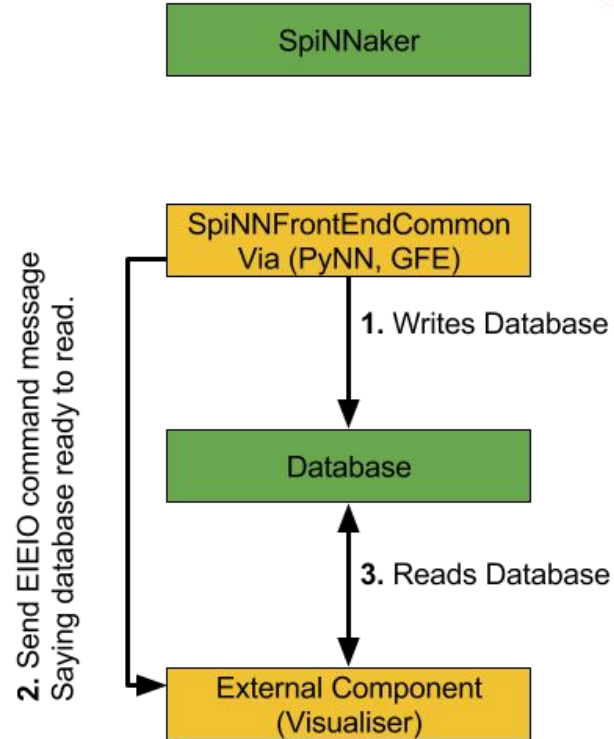 SpiNNaker
SpiNNFrontEndCommon
Via (PyNN, GFE)
1. Writes Database
2. Send EIEIO command message
Saying database ready to read.
Database
3. Reads Database
External Component
(Visualiser)